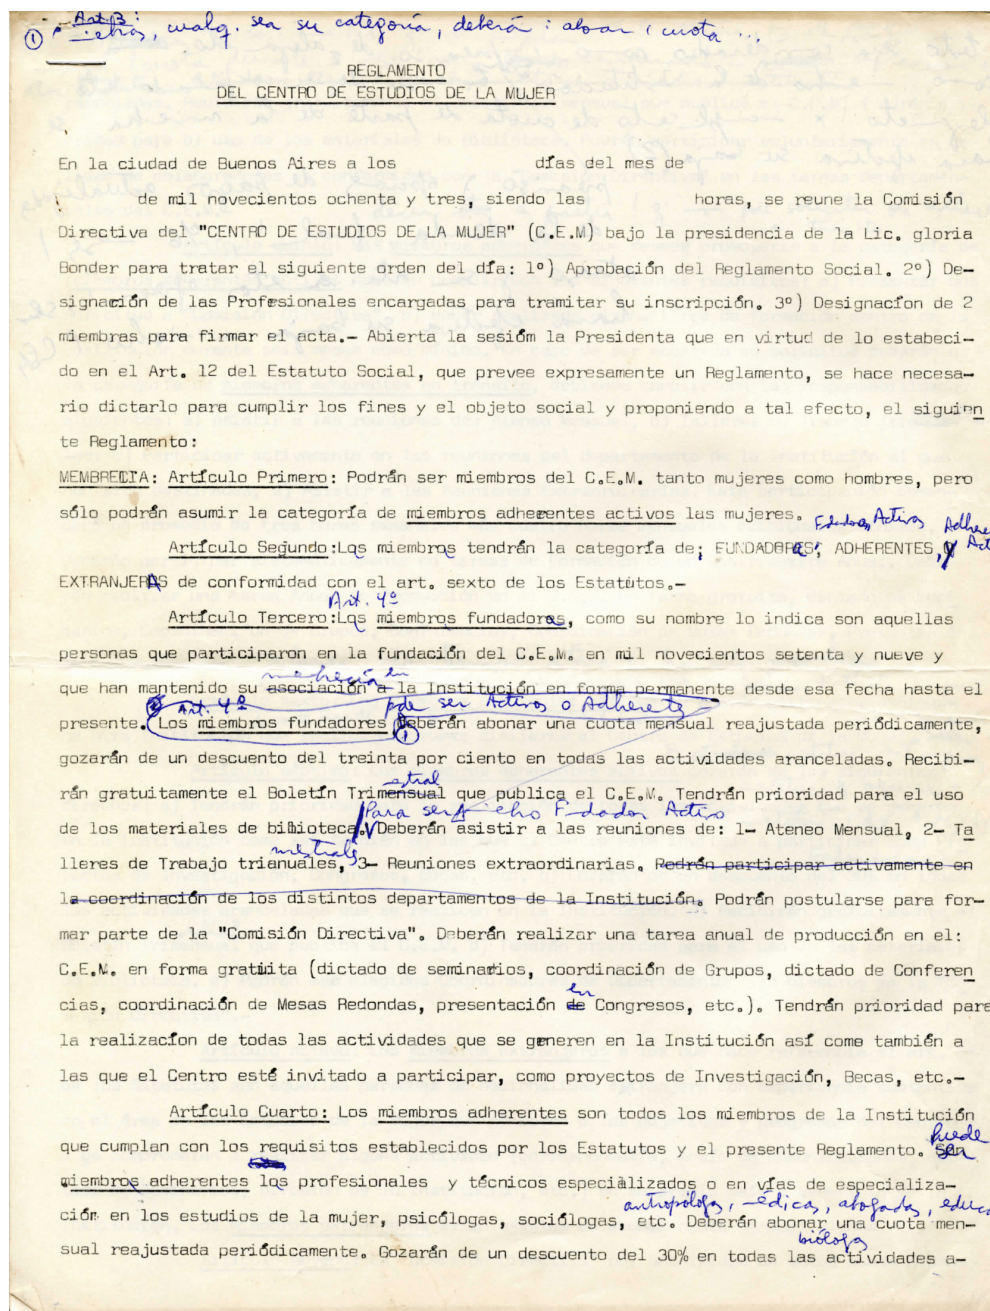 Art 3:
① miembros, cualq. sea su categoría, deberán: abonar 1 cuota ...
REGLAMENTO
DEL CENTRO DE ESTUDIOS DE LA MUJER
En la ciudad de Buenos Aires a los días del mes de
de mil novecientos ochenta y tres, siendo las horas, se reune la Comisión
Directiva del "CENTRO DE ESTUDIOS DE LA MUJER" (C.E.M) bajo la presidencia de la Lic. gloria
Bonder para tratar el siguiente orden del día: 1º) Aprobación del Reglamento Social. 2º) De-
signación de las Profesionales encargadas para tramitar su inscripción. 3º) Designacíon de 2
miembras para firmar el acta.- Abierta la sesióm la Presidenta que en virtud de lo estabeci-
do en el Art. 12 del Estatuto Social, que prevee expresamente un Reglamento, se hace necesa-
rio dictarlo para cumplir los fines y el objeto social y proponiendo a tal efecto, el siguien
te Reglamento:
MEMBRECIA: Artículo Primero: Podrán ser miembros del C.E.M. tanto mujeres como hombres, pero
sólo podrán asumir la categoría de miembros adherentes activos las mujeres.
Fdadoras Activas Adherente
Artículo Segundo:Los miembros tendrán la categoría de; FUNDADORAS; ADHERENTES, y Act
EXTRANJERAS de conformidad con el art. sexto de los Estatutos.-
Art. 4º
Artículo Tercero:Los miembros fundadoras, como su nombre lo indica son aquellas
personas que participaron en la fundación del C.E.M. en mil novecientos setenta y nueve y
membrecía en
que han mantenido su asociación a la Institución en forma permanente desde esa fecha hasta el
Art. 4º pde ser Activos o Adherente
presente. Los miembros fundadores ① deberán abonar una cuota mensual reajustada periódicamente,
gozarán de un descuento del treinta por ciento en todas las actividades aranceladas. Recibi-
estral
rán gratuitamente el Boletín Trimensual que publica el C.E.M. Tendrán prioridad para el uso
Para ser miembro Fdador Activo
de los materiales de biblioteca. Deberán asistir a las reuniones de: 1- Ateneo Mensual, 2- Ta
mestrales
lleres de Trabajo trianuales, 3- Reuniones extraordinarias. Podrán participar activamente en
la coordinación de los distintos departamentos de la Institución. Podrán postularse para for-
mar parte de la "Comisión Directiva". Deberán realizar una tarea anual de producción en el:
C.E.M. en forma gratuita (dictado de seminarios, coordinación de Grupos, dictado de Conferen
en
cias, coordinación de Mesas Redondas, presentación de Congresos, etc.). Tendrán prioridad para
la realizacíon de todas las actividades que se generen en la Institución así como también a
las que el Centro esté invitado a participar, como proyectos de Investigación, Becas, etc.-
Artículo Cuarto: Los miembros adherentes son todos los miembros de la Institución
que cumplan con los requisitos establecidos por los Estatutos y el presente Reglamento. Son
Puede ser
miembros adherentes los profesionales y técnicos especializados o en vías de especializa-
antropólogas, médicas, abogadas, educa
ción en los estudios de la mujer, psicólogas, sociólogas, etc. Deberán abonar una cuota men-
biólogas
sual reajustada periódicamente. Gozarán de un descuento del 30% en todas las actividades a-